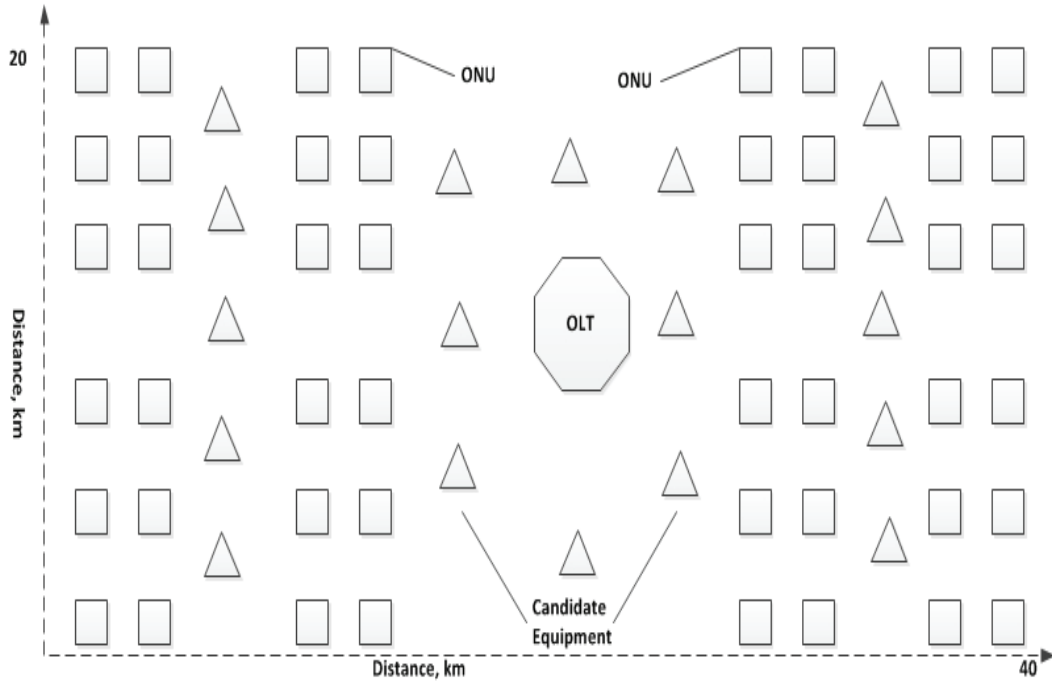 20
ONU
ONU
OLT
Distance, km
Candidate
Equipment
Distance, km
40